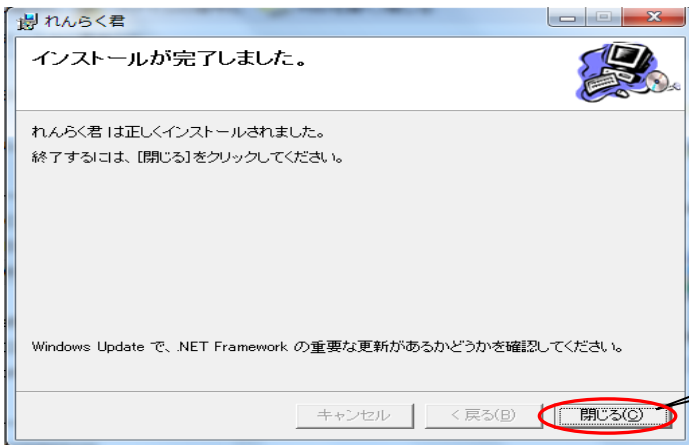 れんらく君
インストールが完了しました。
れんらく君 は正しくインストールされました。
終了するには、[閉じる]をクリックしてください。
Windows Update で、.NET Framework の重要な更新があるかどうかを確認してください。
キャンセル
< 戻る(B)
閉じる(C)